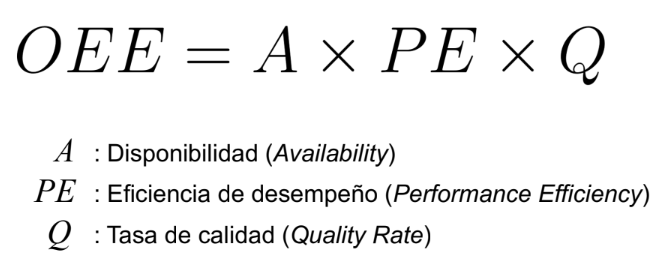 OEE = A × PE × Q
A : Disponibilidad (Availability)
PE : Eficiencia de desempeño (Performance Efficiency)
Q : Tasa de calidad (Quality Rate)